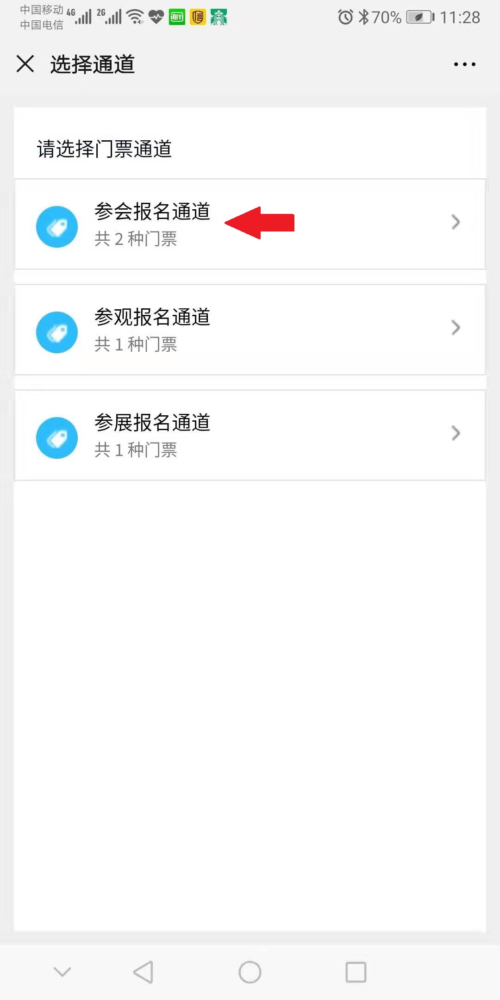 中国移动 4G 2G 70% 11:28
中国电信
选择通道
请选择门票通道
参会报名通道
共 2 种门票
参观报名通道
共 1 种门票
参展报名通道
共 1 种门票